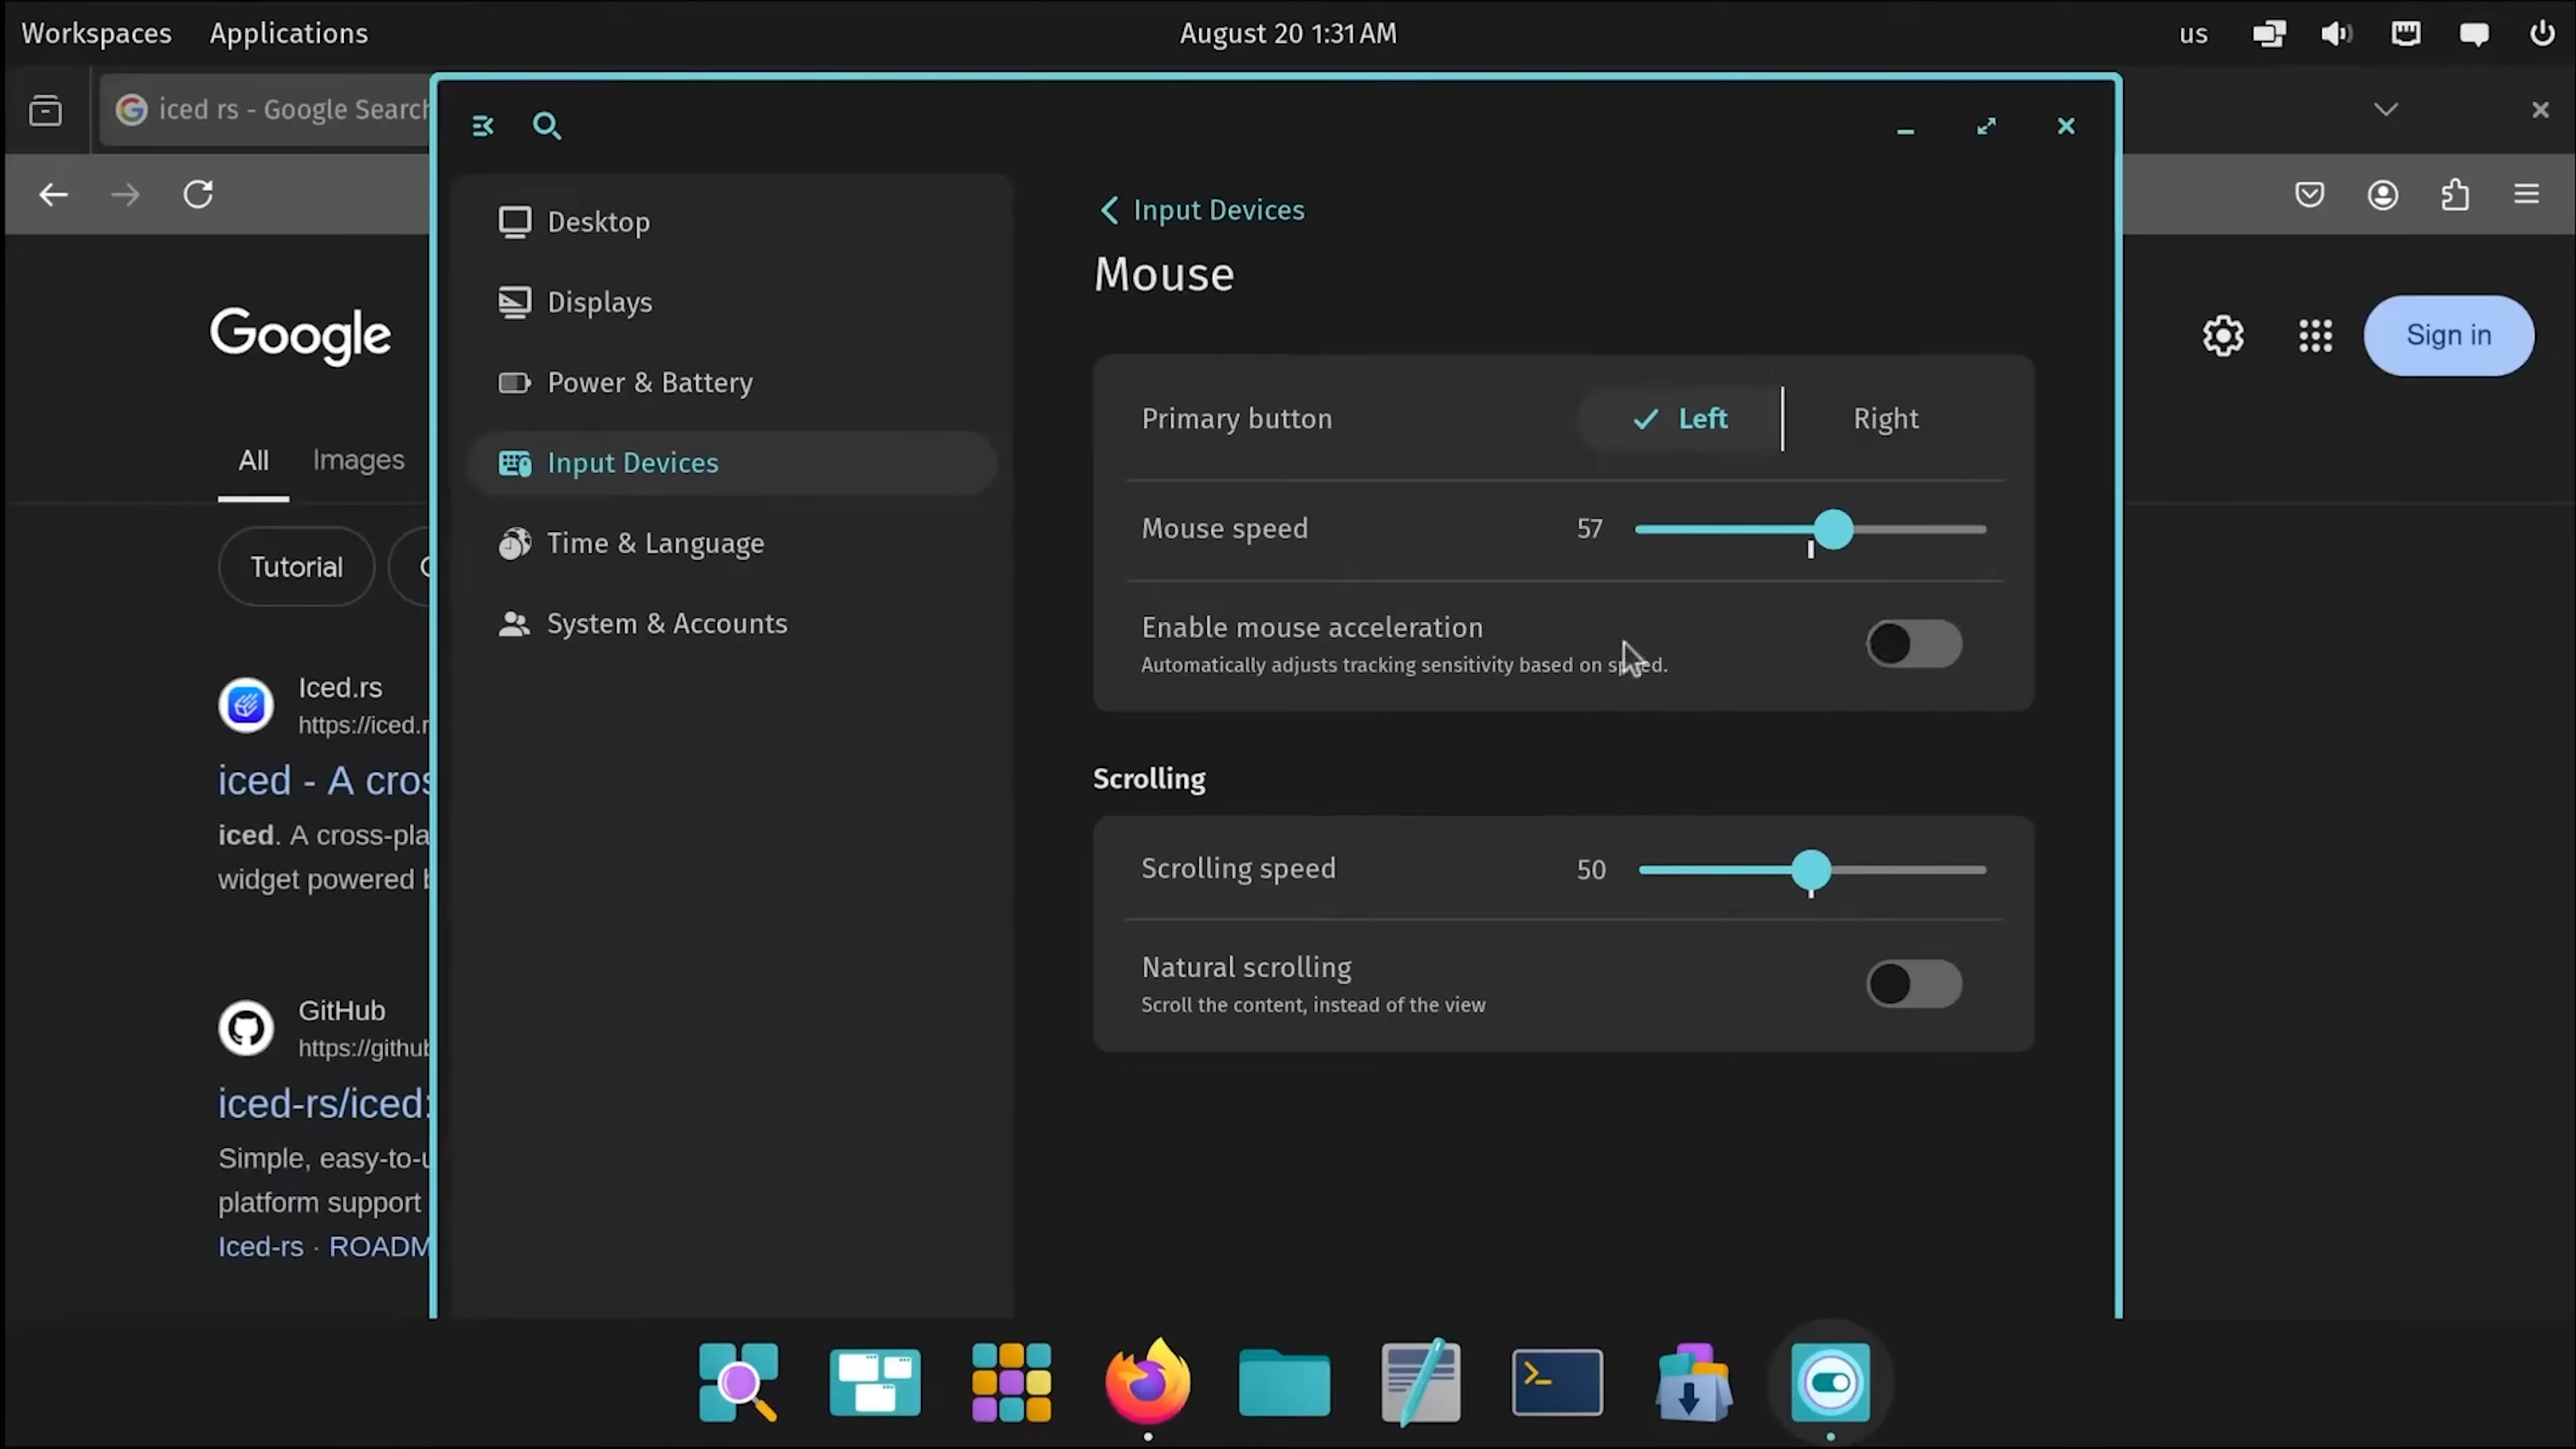 Workspaces Applications August 20 1:31 AM us
iced rs - Google Search
Input Devices
Mouse
Desktop
Displays
Power & Battery
Input Devices
Time & Language
System & Accounts
Primary button Left Right
Mouse speed 57
Enable mouse acceleration
Automatically adjusts tracking sensitivity based on speed.
Scrolling
Scrolling speed 50
Natural scrolling
Scroll the content, instead of the view
Google
Sign in
All Images
Tutorial
Iced.rs
https://iced.r
iced - A cros
iced. A cross-pla
widget powered
GitHub
https://github
iced-rs/iced:
Simple, easy-to-u
platform support
Iced-rs · ROADM